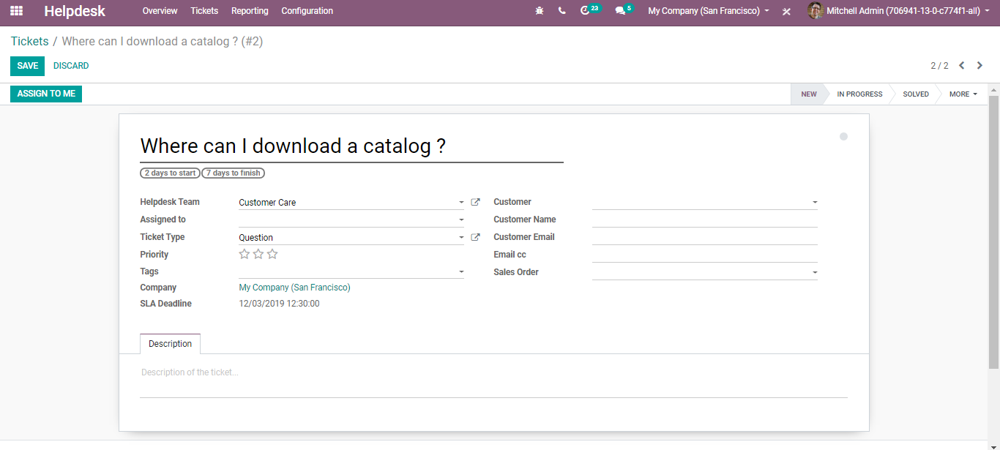 Helpdesk Overview Tickets Reporting Configuration 23 5 My Company (San Francisco) Mitchell Admin (706941-13-0-c774f1-all)
Tickets / Where can I download a catalog ? (#2)
SAVE DISCARD 2 / 2
ASSIGN TO ME NEW IN PROGRESS SOLVED MORE
Where can I download a catalog ?
2 days to start 7 days to finish
Helpdesk Team Customer Care Customer
Assigned to Customer Name
Ticket Type Question Customer Email
Priority Email cc
Tags Sales Order
Company My Company (San Francisco)
SLA Deadline 12/03/2019 12:30:00
Description
Description of the ticket...